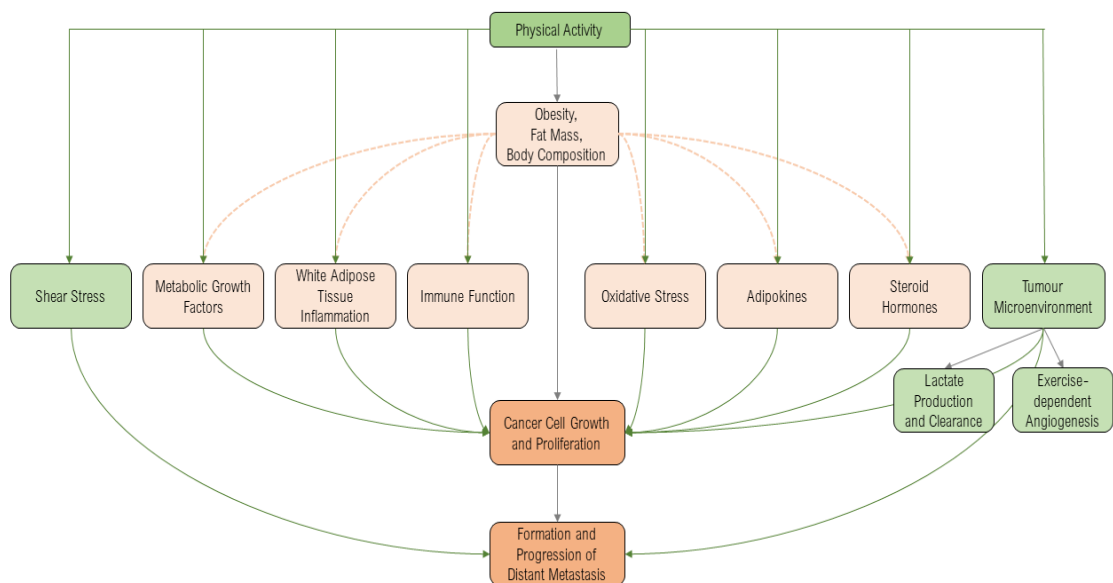 Physical Activity
Obesity,
Fat Mass,
Body Composition
Shear Stress
Metabolic Growth
Factors
White Adipose
Tissue
Inflammation
Immune Function
Oxidative Stress
Adipokines
Steroid
Hormones
Tumour
Microenvironment
Lactate
Production
and Clearance
Exercise-
dependent
Angiogenesis
Cancer Cell Growth
and Proliferation
Formation and
Progression of
Distant Metastasis